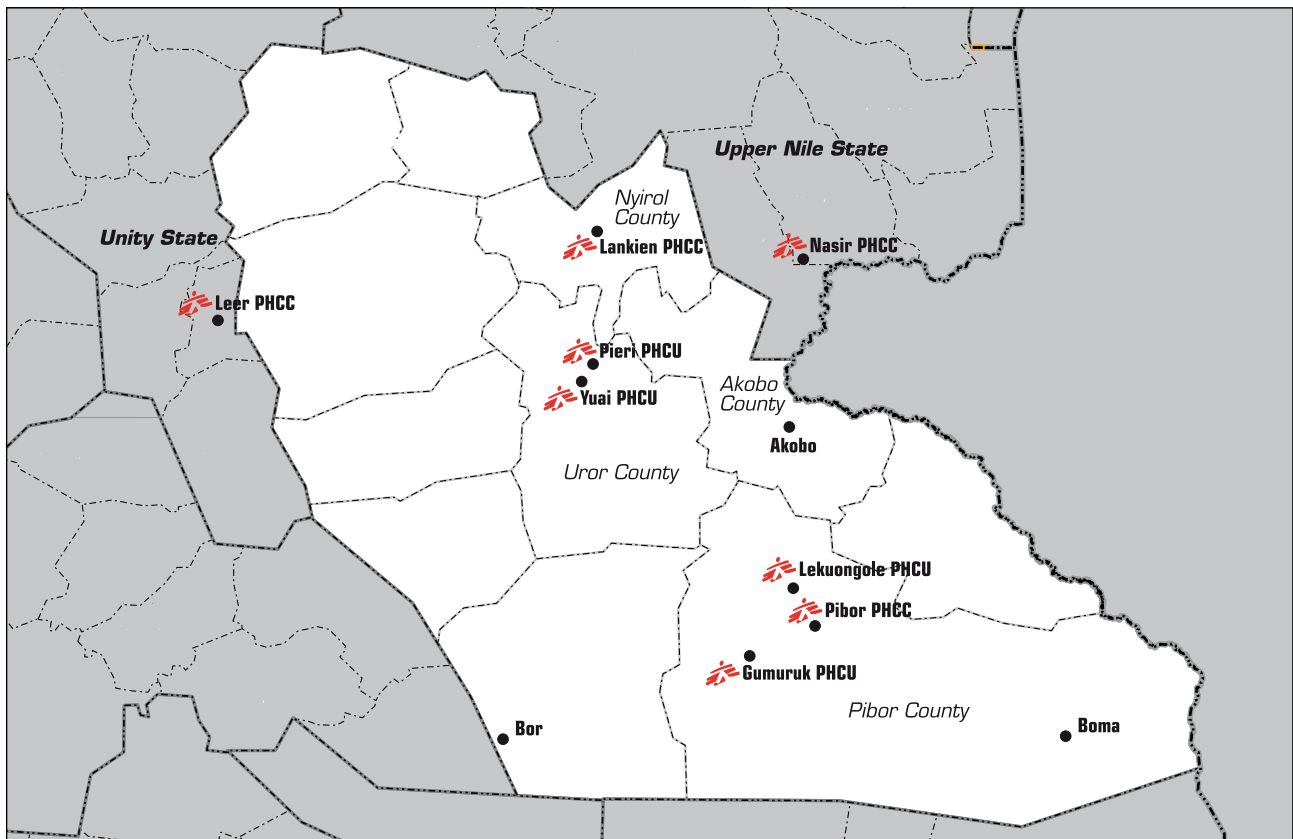 Upper Nile State
Nyirol
County
Unity State
Lankien PHCC
Nasir PHCC
Leer PHCC
Pieri PHCU
Yuai PHCU
Akobo
County
Akobo
Uror County
Lekuongole PHCU
Pibor PHCC
Gumuruk PHCU
Pibor County
Bor
Boma